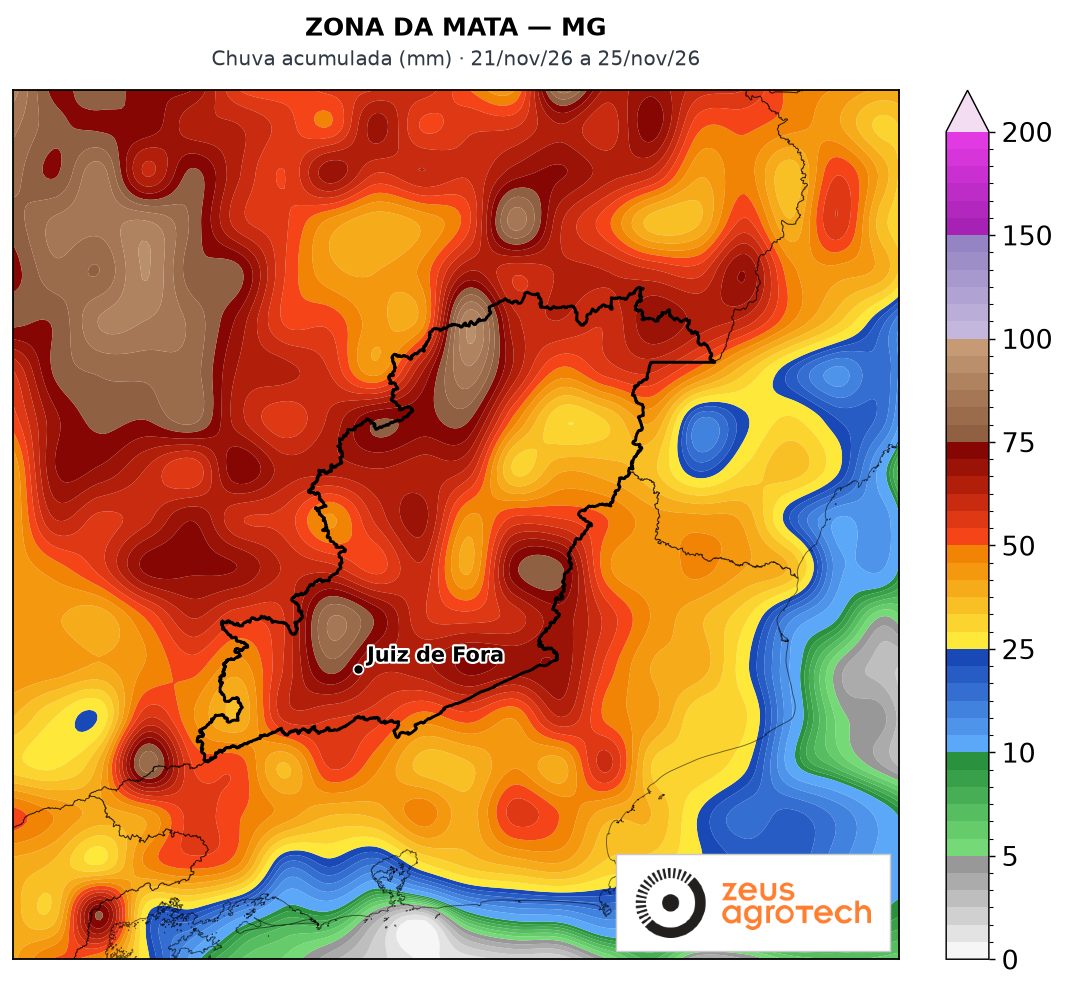 ZONA DA MATA — MG
Chuva acumulada (mm) · 21/nov/26 a 25/nov/26
200
150
100
75
50
25
10
5
0
Juiz de Fora
zeus
agrotech